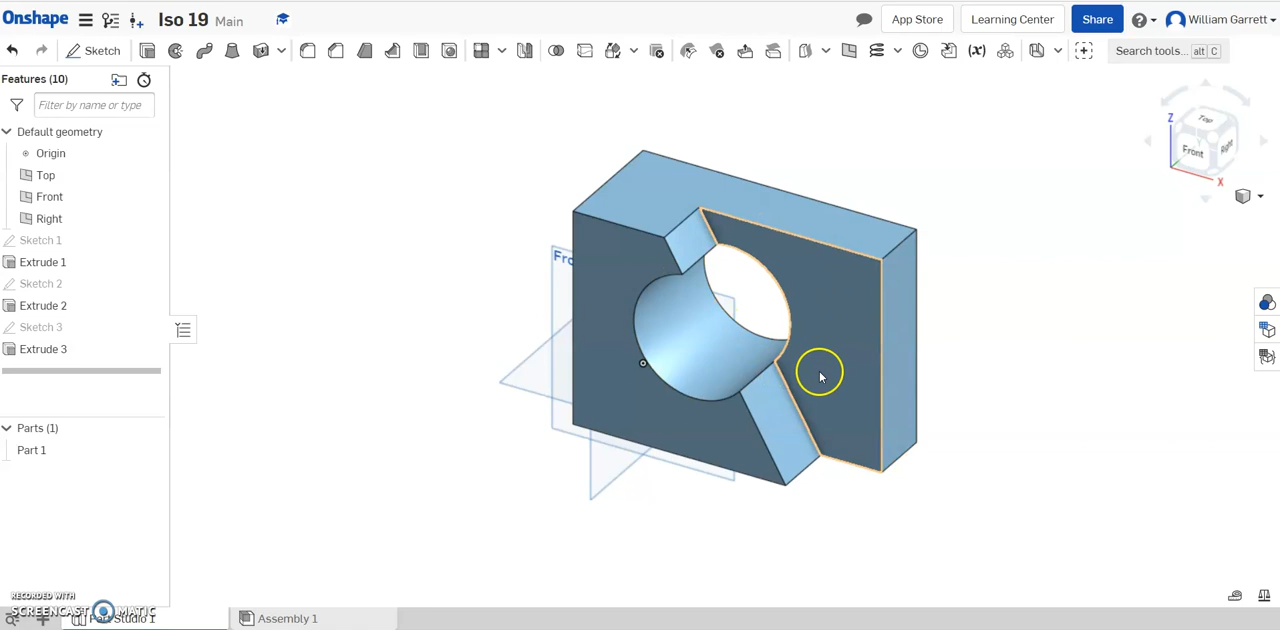 Onshape Iso 19 Main App Store Learning Center Share William Garrett
Sketch Search tools... alt C
Features (10)
Filter by name or type
Default geometry
Origin
Top
Front
Right
Sketch 1
Extrude 1
Sketch 2
Extrude 2
Sketch 3
Extrude 3
Parts (1)
Part 1
Top
Z
Front Right
X
RECORDED WITH
SCREENCAST MATIC
Part Studio 1 Assembly 1